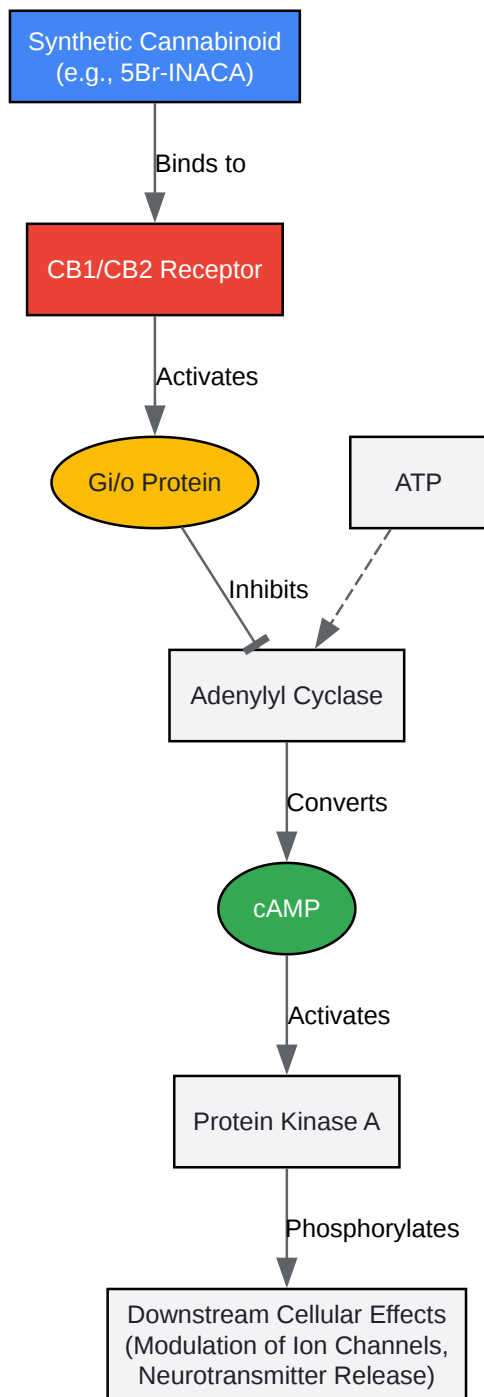 Synthetic Cannabinoid
(e.g., 5Br-INACA)
Binds to
CB1/CB2 Receptor
Activates
Gi/o Protein
ATP
Inhibits
Adenylyl Cyclase
Converts
cAMP
Activates
Protein Kinase A
Phosphorylates
Downstream Cellular Effects
(Modulation of Ion Channels,
Neurotransmitter Release)